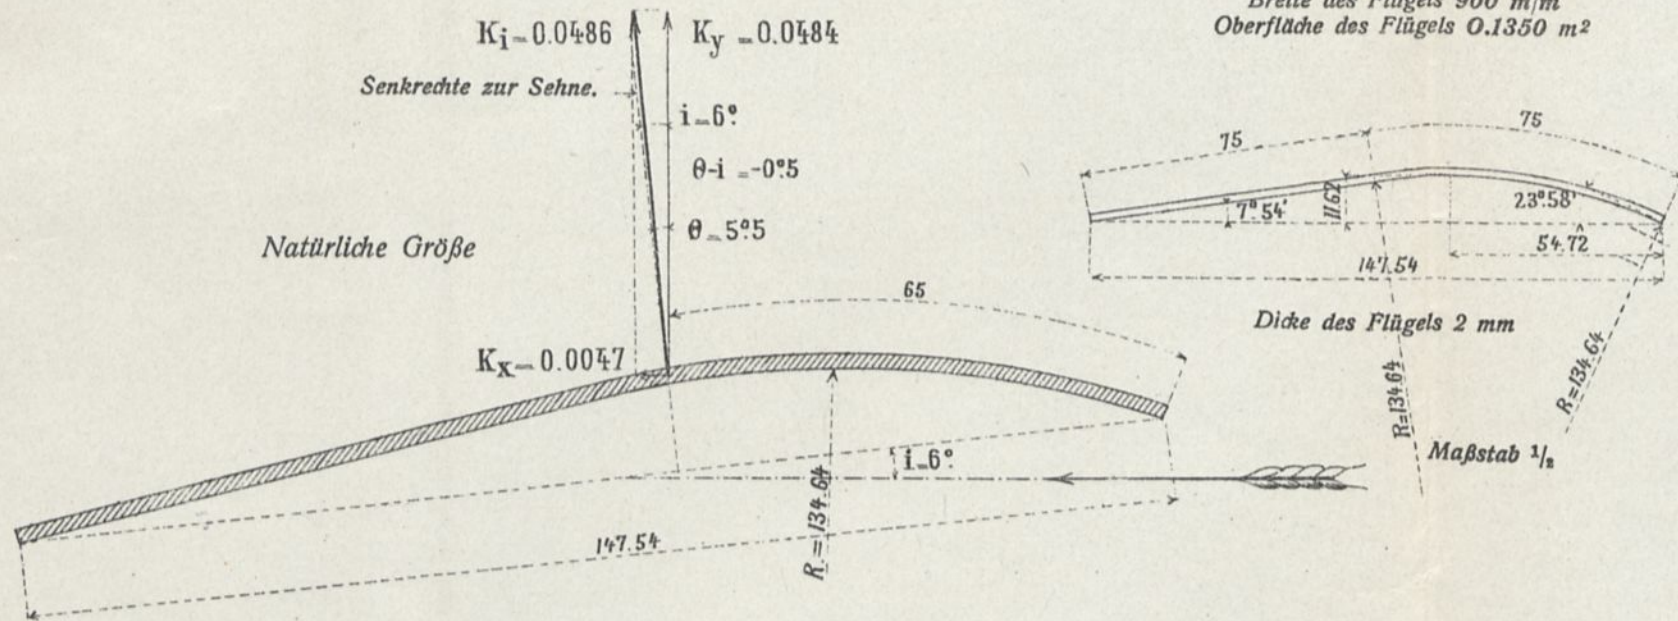 Breite des Flügels 900 m/m
Oberfläche des Flügels 0.1350 m²
Ki=0.0486
Ky =0.0484
Senkrechte zur Sehne.
i=6°
θ-i =-0°5
θ=5°5
Natürliche Größe
75
75
7°54'
11.62
23°58'
54.72
147.54
Dicke des Flügels 2 mm
R=134.64
R=134.64
Maßstab 1/2
65
Kx=0.0047
i=6°
R.=134.64
147.54